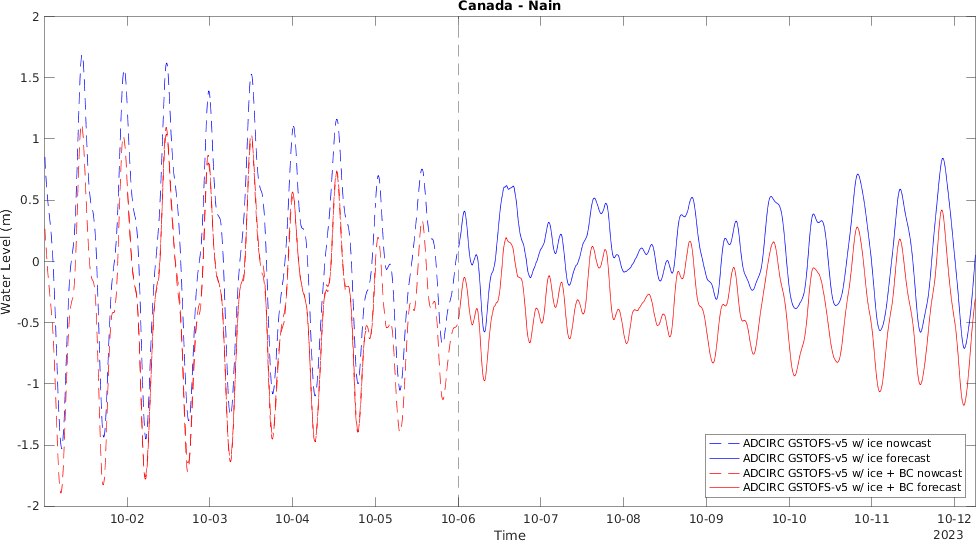 Canada - Nain
2
1.5
1
0.5
0
-0.5
-1
-1.5
-2
Water Level (m)
10-02 10-03 10-04 10-05 10-06 10-07 10-08 10-09 10-10 10-11 10-12
Time
2023
ADCIRC GSTOFS-v5 w/ ice nowcast
ADCIRC GSTOFS-v5 w/ ice forecast
ADCIRC GSTOFS-v5 w/ ice + BC nowcast
ADCIRC GSTOFS-v5 w/ ice + BC forecast